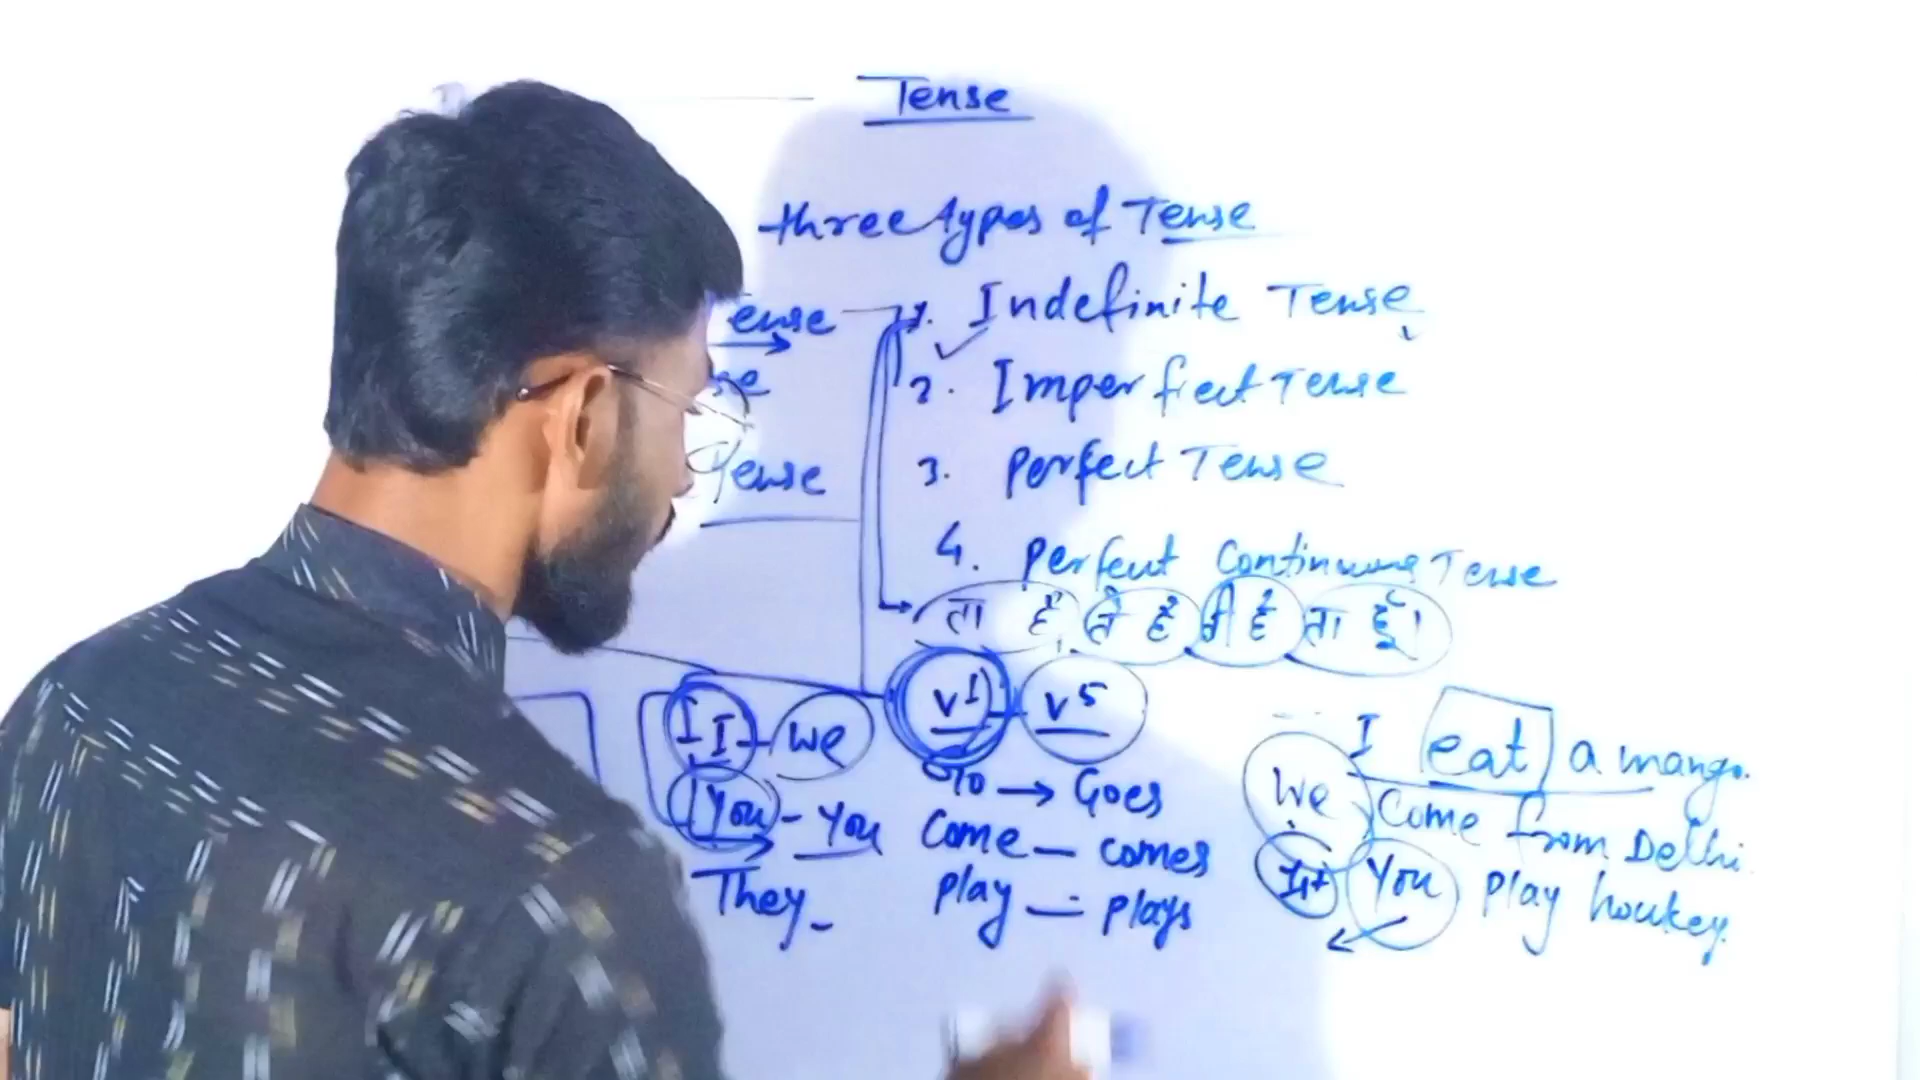 Tense
three types of Tense
1. Indefinite Tense
2. Imperfect Tense
Tense
3. Perfect Tense
4. Perfect Continuous Tense
ता है ते हैं ती है ता हूँ।
I I - We V1 - V5
I eat a mango.
Go → Goes
We Come from Delhi.
You - You Come - comes
You play hockey.
They - play - plays